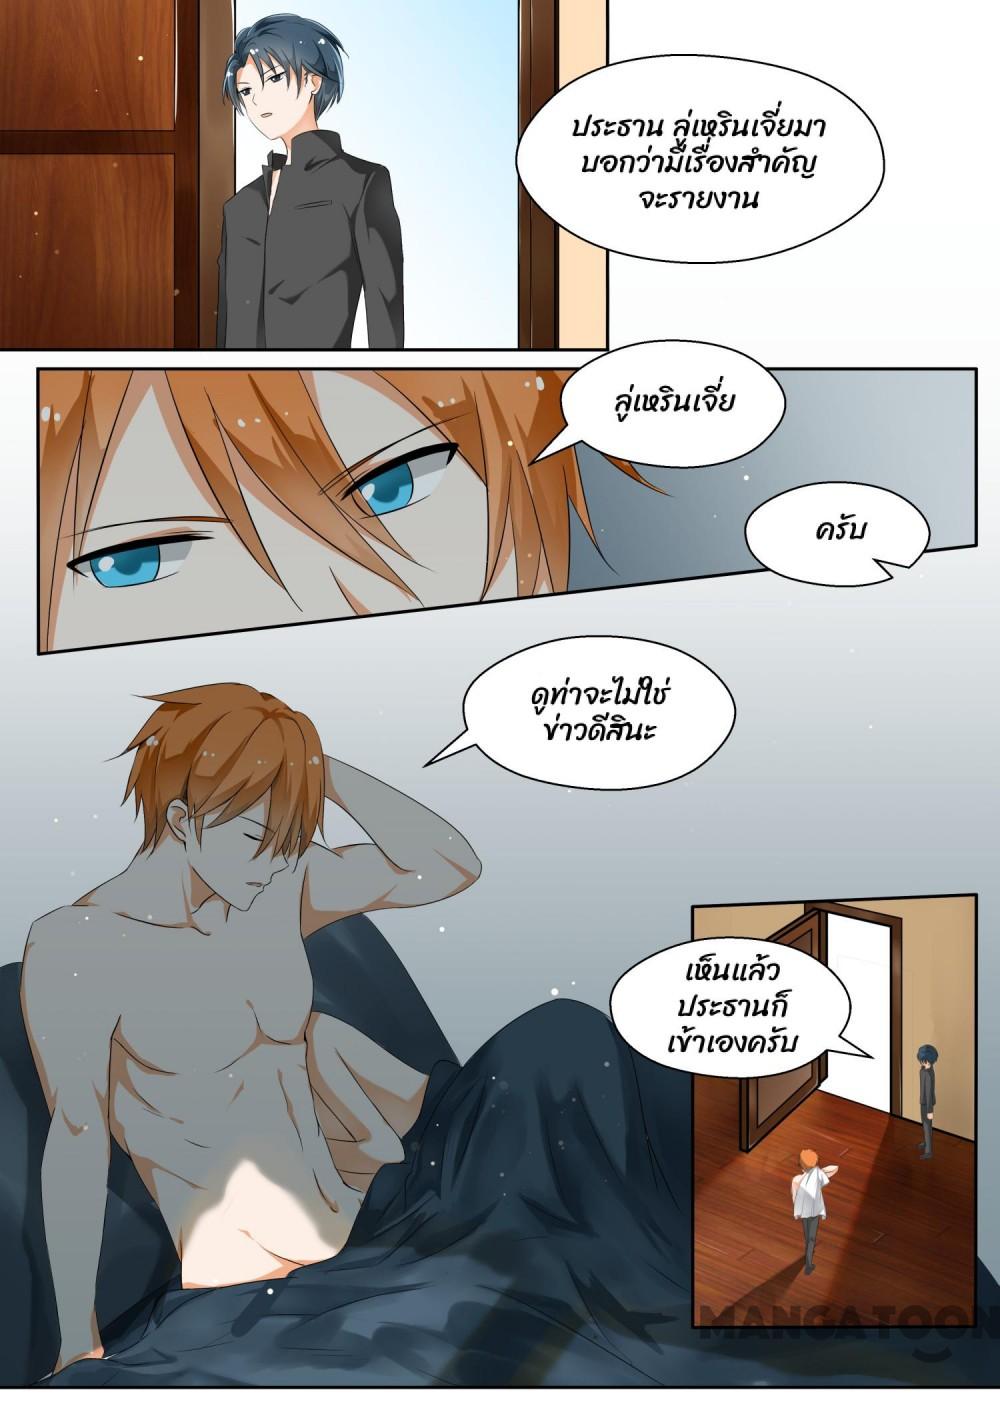 ประธาน ลู่เหรินเจี่ยมา
บอกว่ามีเรื่องสำคัญ
จะรายงาน
ลู่เหรินเจี่ย
ครับ
ดูท่าจะไม่ใช่
ข่าวดีสินะ
เห็นแล้ว
ประธานก็
เข้าเองครับ
MANGATOON